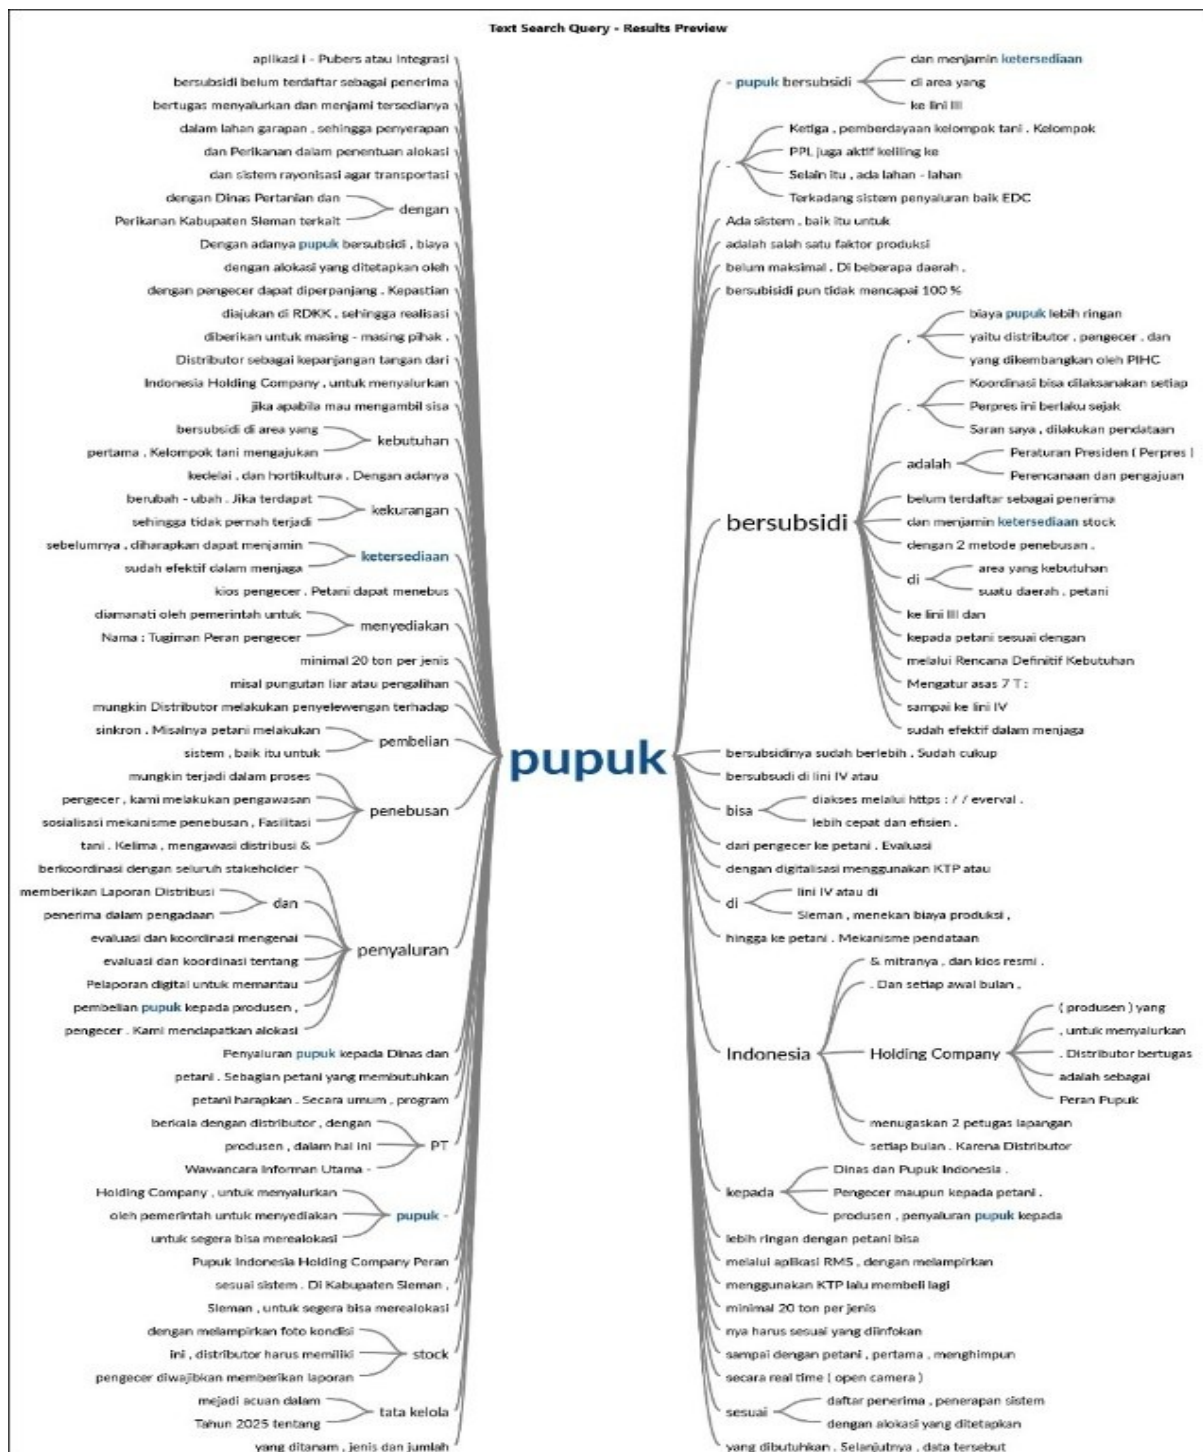 Text Search Query - Results Preview
aplikasi i - Pubers atau Integrasi
bersubsidi belum terdaftar sebagai penerima
bertugas menyalurkan dan menjami tersedianya
dalam lahan garapan , sehingga penyerapan
dan Perikanan dalam penentuan alokasi
dan sistem rayonisasi agar transportasi
dengan Dinas Pertanian dan
Perikanan Kabupaten Sleman terkait
dengan
Dengan adanya pupuk bersubsidi , biaya
dengan alokasi yang ditetapkan oleh
dengan pengecer dapat diperpanjang . Kepastian
diajukan di RDKK , sehingga realisasi
diberikan untuk masing - masing pihak .
Distributor sebagai kepanjangan tangan dari
Indonesia Holding Company , untuk menyalurkan
jika apabila mau mengambil sisa
bersubsidi di area yang
pertama . Kelompok tani mengajukan
kebutuhan
kedelai , dan hortikultura . Dengan adanya
berubah - ubah . Jika terdapat
sehingga tidak pernah terjadi
kekurangan
sebelumnya , diharapkan dapat menjamin
sudah efektif dalam menjaga
ketersediaan
kios pengecer . Petani dapat menebus
diamanati oleh pemerintah untuk
Nama : Tugiman Peran pengecer
menyediakan
minimal 20 ton per jenis
misal pungutan liar atau pengalihan
mungkin Distributor melakukan penyelewengan terhadap
sinkron . Misalnya petani melakukan
sistem , baik itu untuk
pembelian
mungkin terjadi dalam proses
pengecer , kami melakukan pengawasan
sosialisasi mekanisme penebusan , Fasilitasi
tani . Kelima , mengawasi distribusi &
penebusan
berkoordinasi dengan seluruh stakeholder
memberikan Laporan Distribusi
penerima dalam pengadaan
dan
evaluasi dan koordinasi mengenai
evaluasi dan koordinasi tentang
Pelaporan digital untuk memantau
pembelian pupuk kepada produsen ,
pengecer . Kami mendapatkan alokasi
penyaluran
Penyaluran pupuk kepada Dinas dan
petani . Sebagian petani yang membutuhkan
petani harapkan . Secara umum , program
berkala dengan distributor , dengan
produsen , dalam hal ini
Wawancara Informan Utama -
PT
Holding Company , untuk menyalurkan
oleh pemerintah untuk menyediakan
untuk segera bisa merealokasi
pupuk -
Pupuk Indonesia Holding Company Peran
sesuai sistem . Di Kabupaten Sleman ,
Sleman , untuk segera bisa merealokasi
dengan melampirkan foto kondisi
ini , distributor harus memiliki
pengecer diwajibkan memberikan laporan
stock
mejadi acuan dalam
Tahun 2025 tentang
tata kelola
yang ditanam , jenis dan jumlah
pupuk
- pupuk bersubsidi
dan menjamin ketersediaan
di area yang
ke lini III
.
Ketiga , pemberdayaan kelompok tani . Kelompok
PPL juga aktif keliling ke
Selain itu , ada lahan - lahan
Terkadang sistem penyaluran baik EDC
Ada sistem , baik itu untuk
adalah salah satu faktor produksi
belum maksimal . Di beberapa daerah ,
bersubisidi pun tidak mencapai 100 %
bersubsidi
,
biaya pupuk lebih ringan
yaitu distributor , pengecer , dan
yang dikembangkan oleh PIHC
.
Koordinasi bisa dilaksanakan setiap
Perpres ini berlaku sejak
Saran saya , dilakukan pendataan
adalah
Peraturan Presiden ( Perpres )
Perencanaan dan pengajuan
belum terdaftar sebagai penerima
dan menjamin ketersediaan stock
dengan 2 metode penebusan ,
di
area yang kebutuhan
suatu daerah , petani
ke lini III dan
kepada petani sesuai dengan
melalui Rencana Definitif Kebutuhan
Mengatur asas 7 T :
sampai ke lini IV
sudah efektif dalam menjaga
bersubsidinya sudah berlebih . Sudah cukup
bersubsudi di lini IV atau
bisa
diakses melalui https : / / everval .
lebih cepat dan efisien .
dari pengecer ke petani . Evaluasi
dengan digitalisasi menggunakan KTP atau
di
lini IV atau di
Sleman , menekan biaya produksi ,
hingga ke petani . Mekanisme pendataan
Indonesia
& mitranya , dan kios resmi .
. Dan setiap awal bulan ,
Holding Company
( produsen ) yang
, untuk menyalurkan
. Distributor bertugas
adalah sebagai
Peran Pupuk
menugaskan 2 petugas lapangan
setiap bulan . Karena Distributor
kepada
Dinas dan Pupuk Indonesia .
Pengecer maupun kepada petani .
produsen , penyaluran pupuk kepada
lebih ringan dengan petani bisa
melalui aplikasi RMS , dengan melampirkan
menggunakan KTP lalu membeli lagi
minimal 20 ton per jenis
nya harus sesuai yang diinfokan
sampai dengan petani , pertama , menghimpun
secara real time ( open camera )
sesuai
daftar penerima , penerapan sistem
dengan alokasi yang ditetapkan
yang dibutuhkan . Selanjutnya , data tersebut